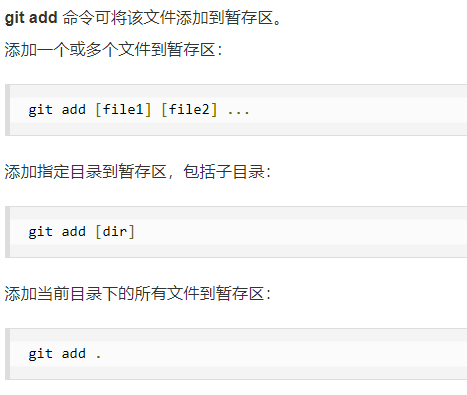 git add 命令可将该文件添加到暂存区。
添加一个或多个文件到暂存区：
git add [file1] [file2] ...
添加指定目录到暂存区，包括子目录：
git add [dir]
添加当前目录下的所有文件到暂存区：
git add .